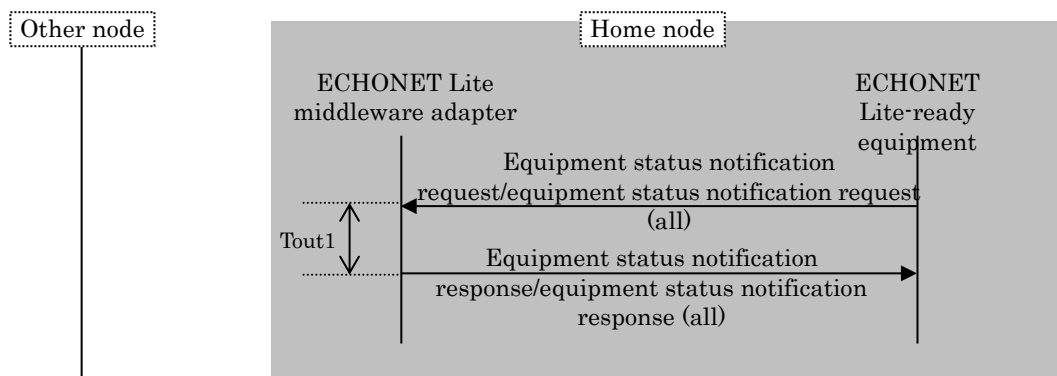 Other node
Home node
ECHONET Lite
middleware adapter
ECHONET
Lite-ready
equipment
Equipment status notification
request/equipment status notification request
(all)
Tout1
Equipment status notification
response/equipment status notification
response (all)